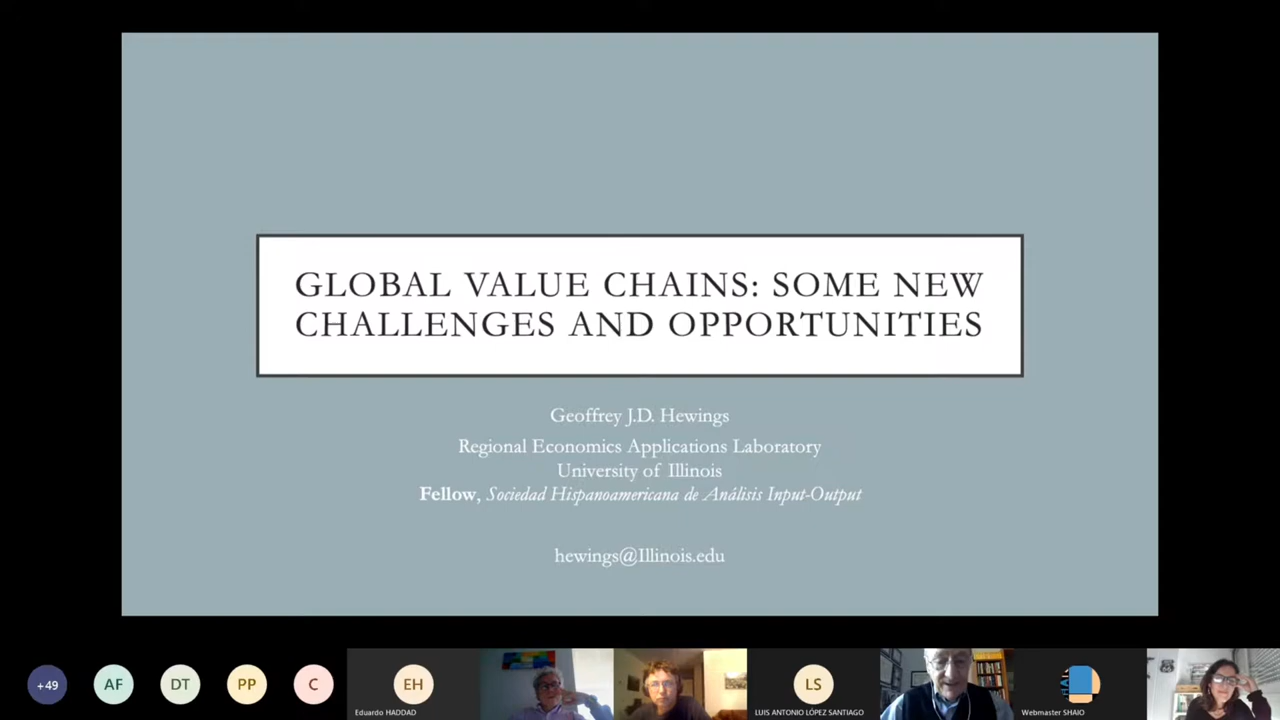 GLOBAL VALUE CHAINS: SOME NEW
CHALLENGES AND OPPORTUNITIES
Geoffrey J.D. Hewings
Regional Economics Applications Laboratory
University of Illinois
Fellow, Sociedad Hispanoamericana de Análisis Input-Output
hewings@Illinois.edu
+49
AF
DT
PP
C
EH
Eduardo HADDAD
LS
LUIS ANTONIO LÓPEZ SANTIAGO
Webmaster SHAIO